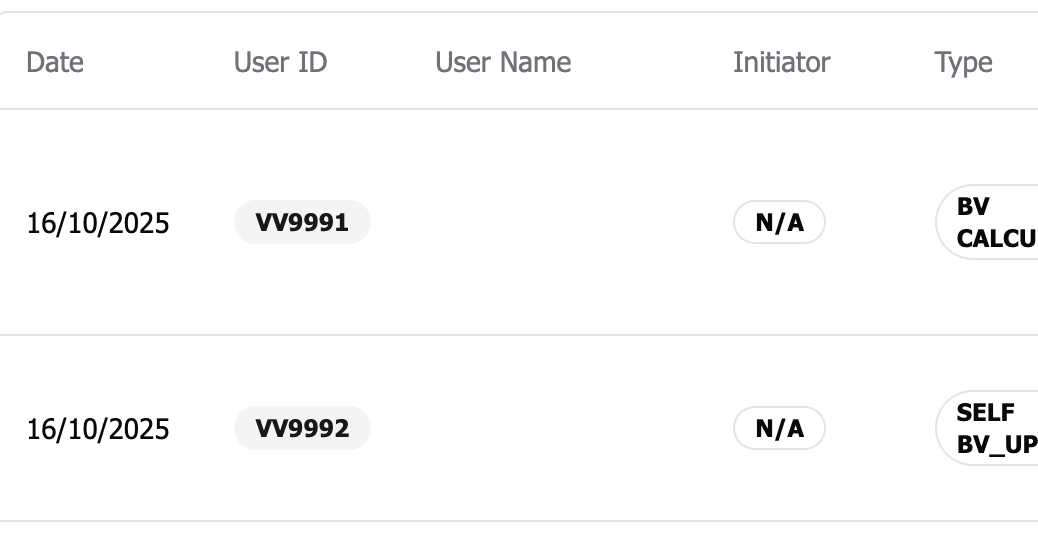 Date User ID User Name Initiator Type
16/10/2025 VV9991 N/A BV
CALCU
16/10/2025 VV9992 N/A SELF
BV_UP